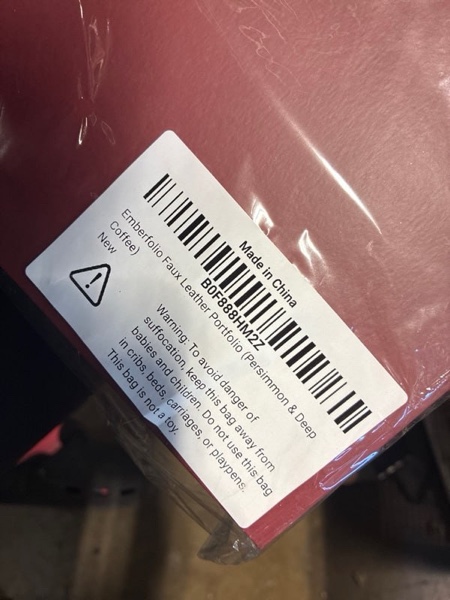 Made in China
B0F888HM2Z
Emberfolio Faux Leather Portfolio (Persimmon & Deep
Coffee)
New
Warning: To avoid danger of
suffocation, keep this bag away from
babies and children. Do not use this bag
in cribs, beds, carriages, or playpens.
This bag is not a toy.